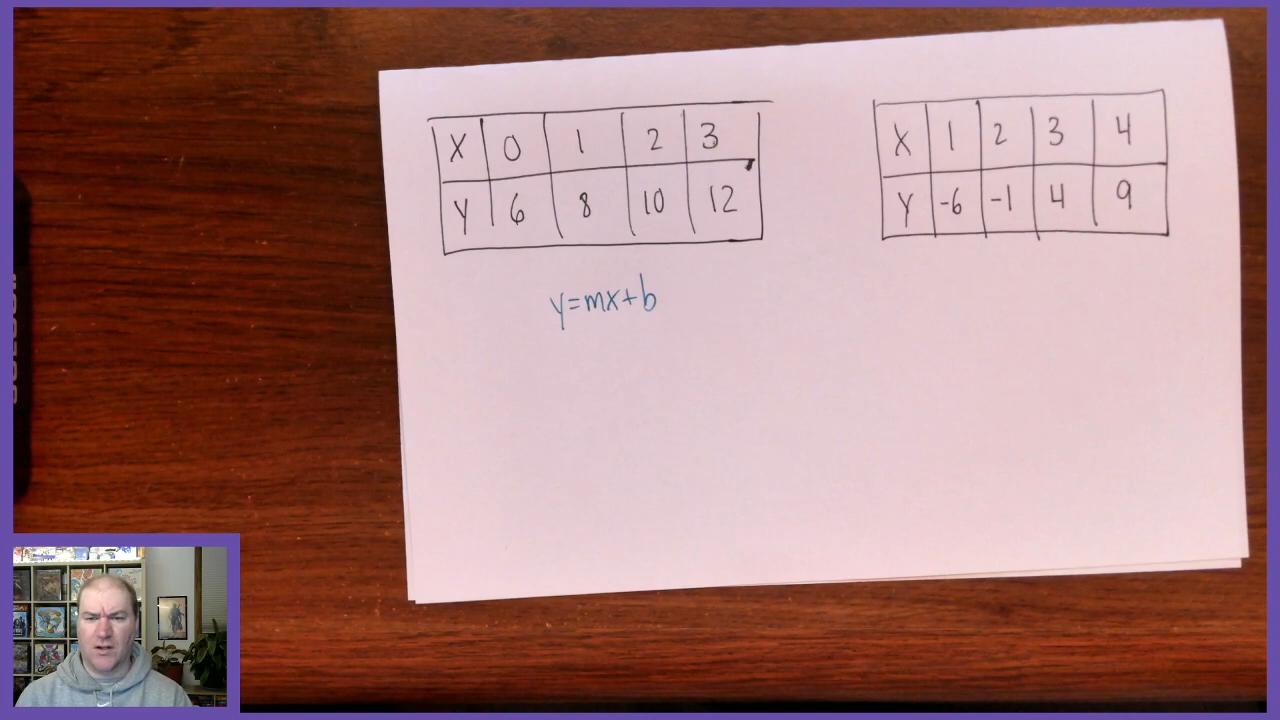 X 0 1 2 3
Y 6 8 10 12
y=mx+b
X 1 2 3 4
Y -6 -1 4 9